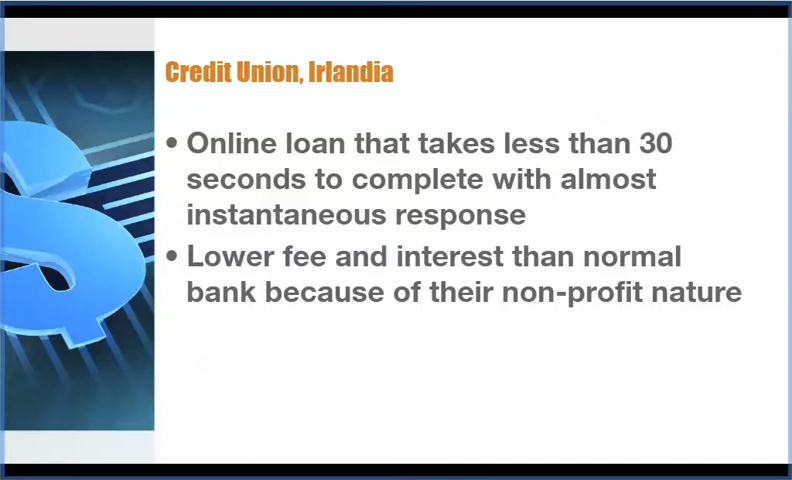 Credit Union, Irlandia
• Online loan that takes less than 30
seconds to complete with almost
instantaneous response
• Lower fee and interest than normal
bank because of their non-profit nature